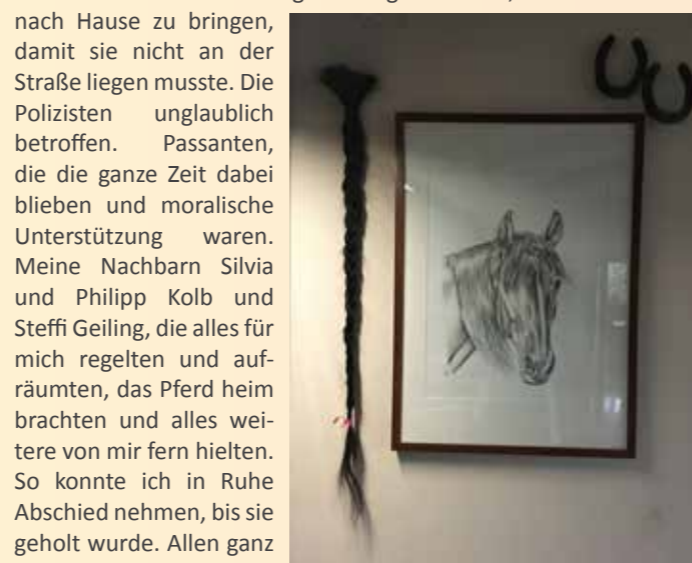 nach Hause zu bringen,
damit sie nicht an der
Straße liegen musste. Die
Polizisten unglaublich
betroffen. Passanten,
die die ganze Zeit dabei
blieben und moralische
Unterstützung waren.
Meine Nachbarn Silvia
und Philipp Kolb und
Steffi Geiling, die alles für
mich regelten und auf-
räumten, das Pferd heim
brachten und alles wei-
tere von mir fern hielten.
So konnte ich in Ruhe
Abschied nehmen, bis sie
geholt wurde. Allen ganz